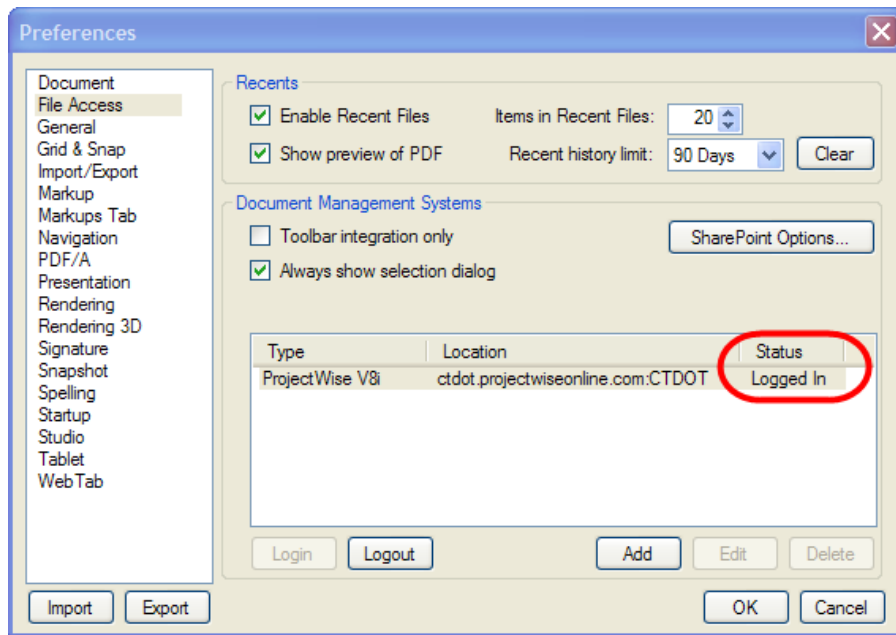 Preferences
Document
File Access
General
Grid & Snap
Import/Export
Markup
Markups Tab
Navigation
PDF/A
Presentation
Rendering
Rendering 3D
Signature
Snapshot
Spelling
Startup
Studio
Tablet
WebTab
Import Export
Recents
Enable Recent Files Items in Recent Files: 20
Show preview of PDF Recent history limit: 90 Days Clear
Document Management Systems
Toolbar integration only SharePoint Options...
Always show selection dialog
Type Location Status
ProjectWise V8i ctdot.projectwiseonline.com:CTDOT Logged In
Login Logout Add Edit Delete
OK Cancel